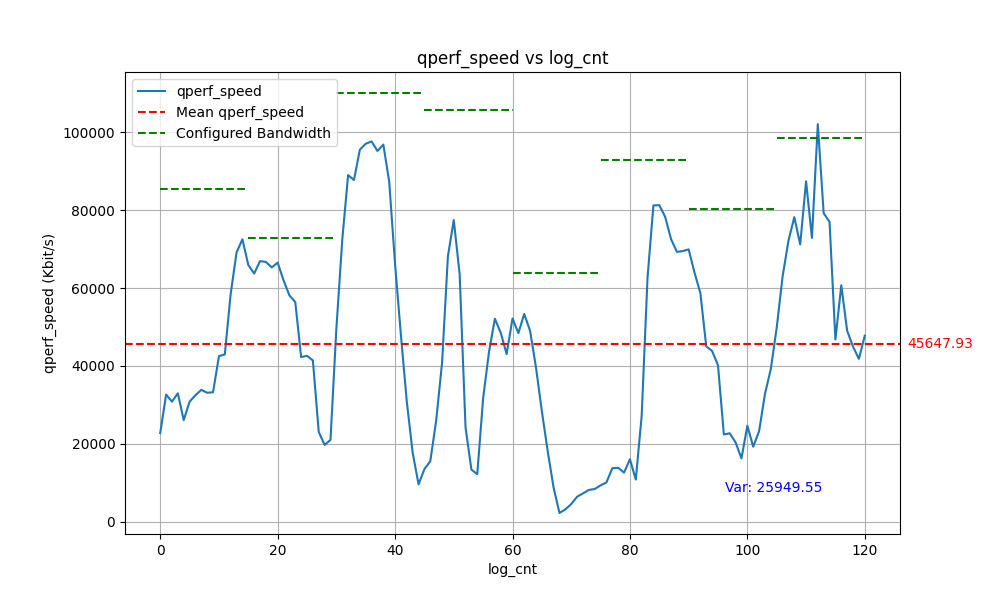 qperf_speed vs log_cnt
qperf_speed
Mean qperf_speed
Configured Bandwidth
qperf_speed (Kbit/s)
100000
80000
60000
40000
20000
0
45647.93
Var: 25949.55
0 20 40 60 80 100 120
log_cnt